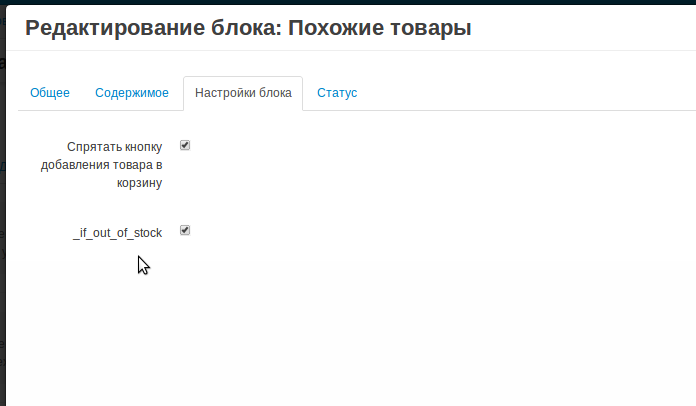 Редактирование блока: Похожие товары
Общее Содержимое Настройки блока Статус
Спрятать кнопку
добавления товара в
корзину
_if_out_of_stock